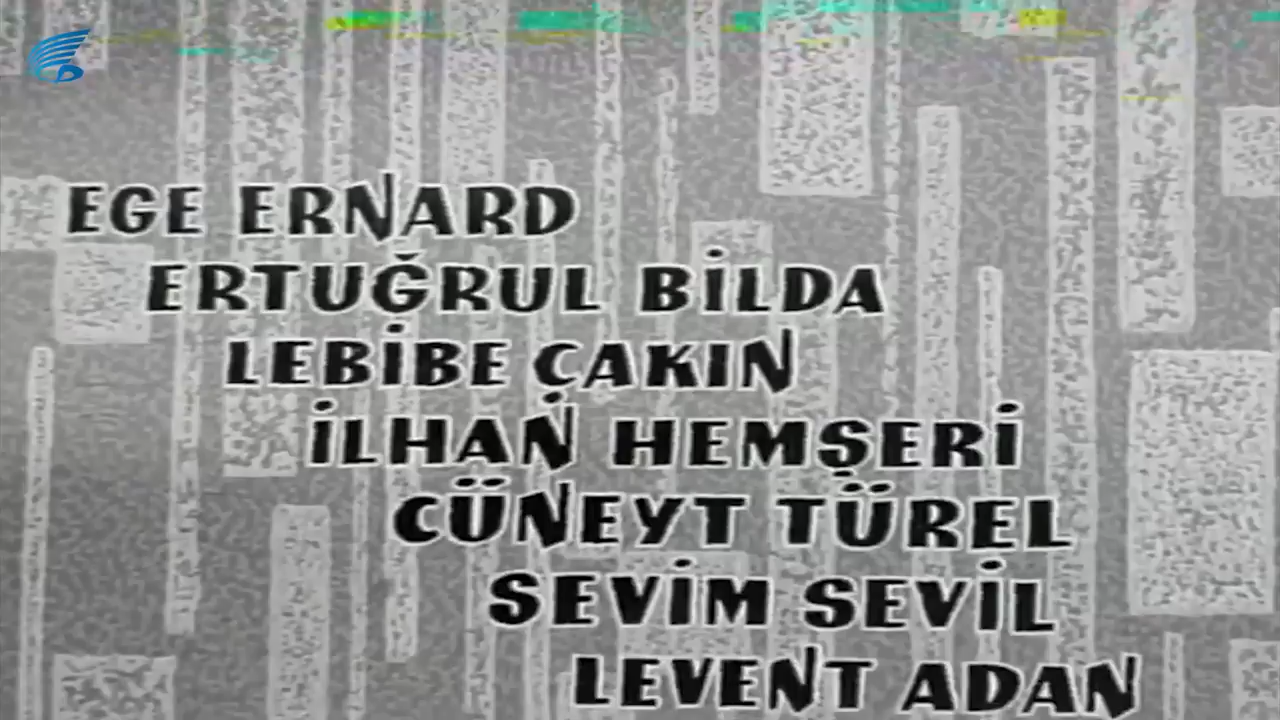 EGE ERNARD
ERTUĞRUL BİLDA
LEBİBE ÇAKIN
İLHAN HEMŞERİ
CÜNEYT TÜREL
SEVİM SEVİL
LEVENT ADAN